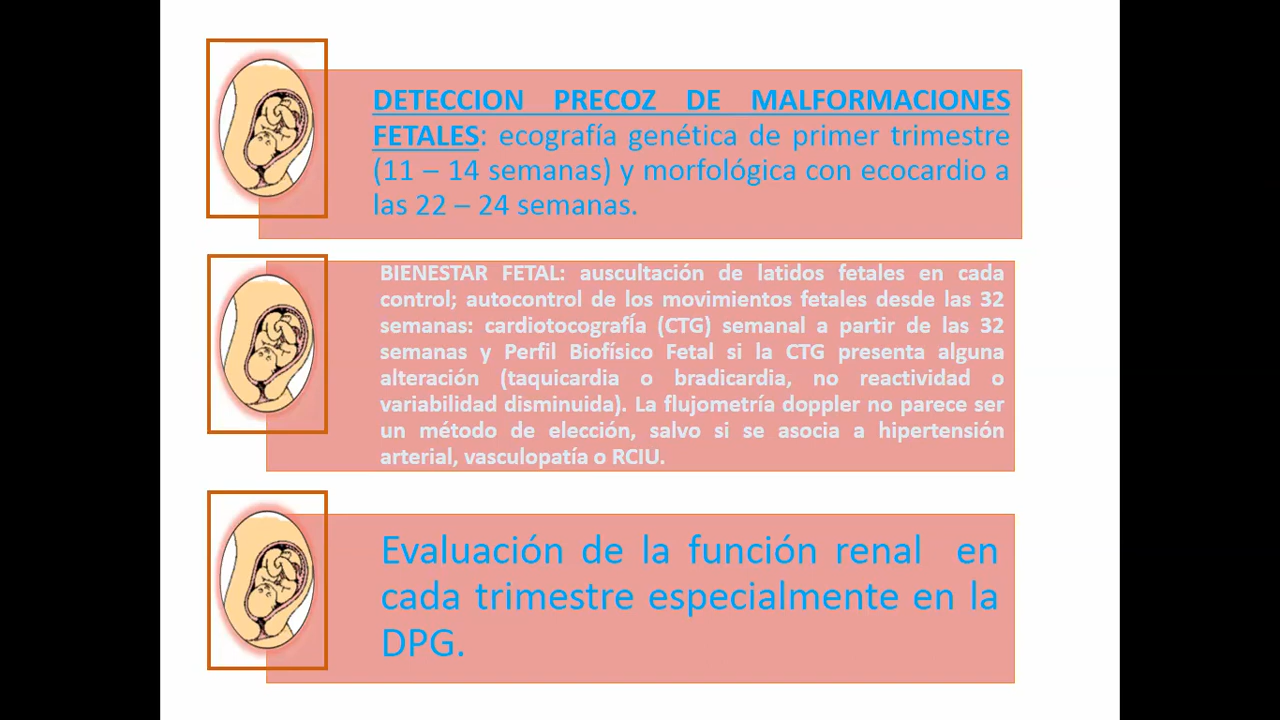 DETECCION PRECOZ DE MALFORMACIONES
FETALES: ecografía genética de primer trimestre
(11 – 14 semanas) y morfológica con ecocardio a
las 22 – 24 semanas.
BIENESTAR FETAL: auscultación de latidos fetales en cada
control; autocontrol de los movimientos fetales desde las 32
semanas: cardiotocografÍa (CTG) semanal a partir de las 32
semanas y Perfil Biofísico Fetal si la CTG presenta alguna
alteración (taquicardia o bradicardia, no reactividad o
variabilidad disminuida). La flujometría doppler no parece ser
un método de elección, salvo si se asocia a hipertensión
arterial, vasculopatía o RCIU.
Evaluación de la función renal en
cada trimestre especialmente en la
DPG.